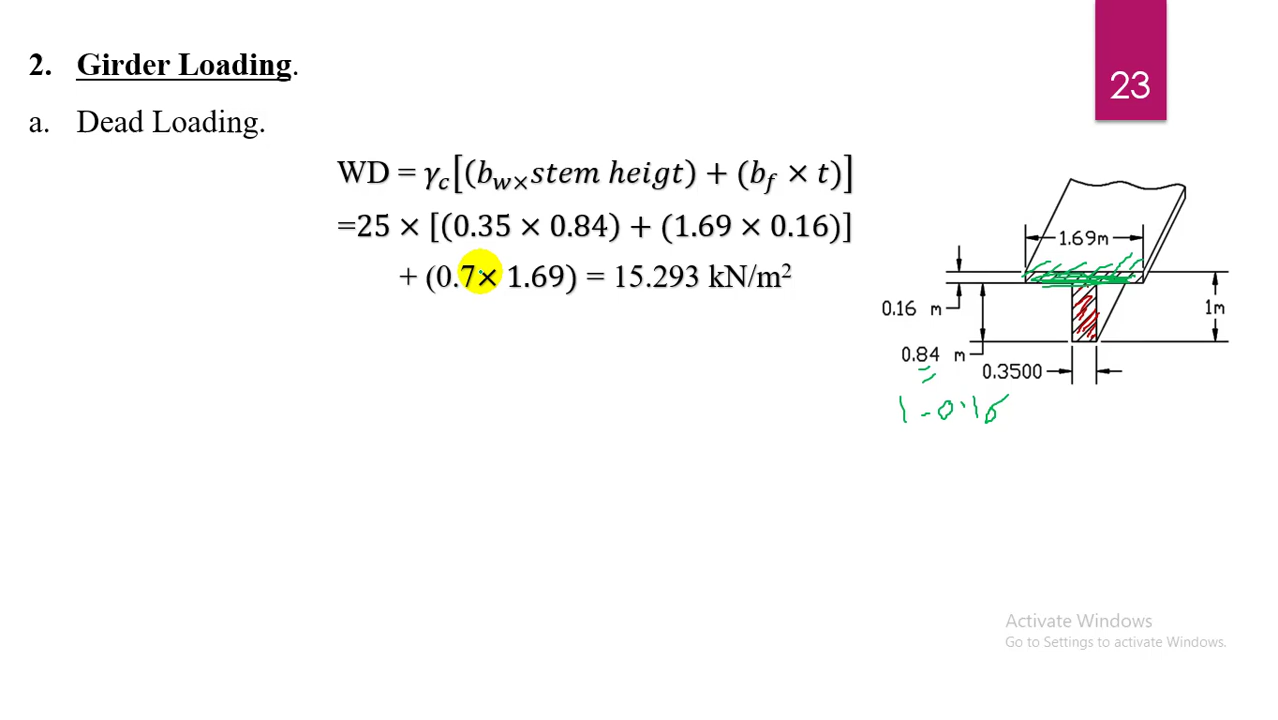 23
2. Girder Loading.
a. Dead Loading.
WD = γc[(bw×stem heigt) + (bf × t)]
=25 × [(0.35 × 0.84) + (1.69 × 0.16)]
+ (0.7× 1.69) = 15.293 kN/m²
1.69m
0.16 m
1m
0.84 m
0.3500
=
1-0.16
Activate Windows
Go to Settings to activate Windows.